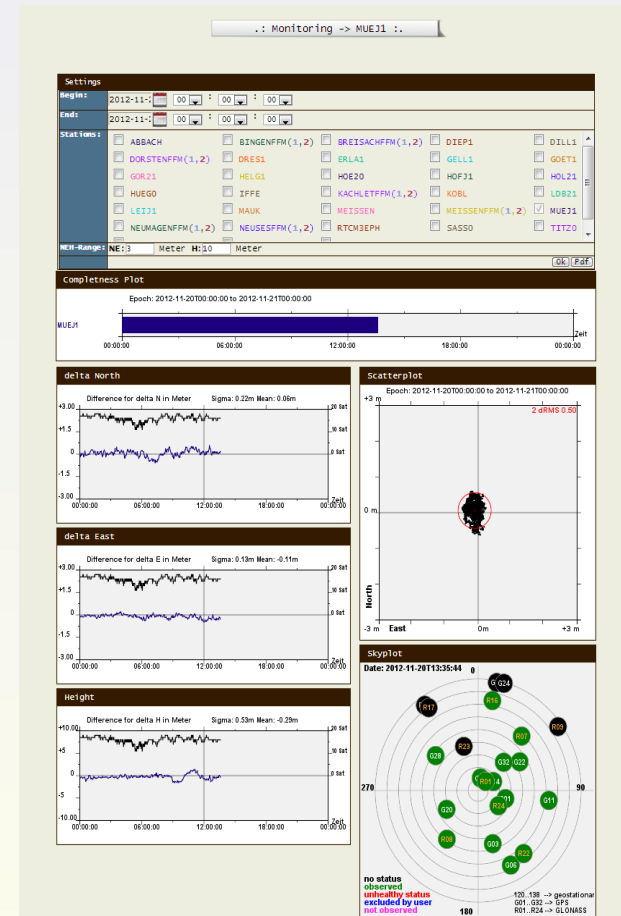 .: Monitoring -> MUEJ1 :.
Settings
Begin: 2012-11-2 00 : 00 : 00
End: 2012-11-2 00 : 00 : 00
Stations:
ABBACH BINGENFFM(1,2) BREISACHFFM(1,2) DIEP1 DILL1
DORSTENFFM(1,2) DRES1 ERLA1 GELL1 GOET1
GOR21 HELG1 HOE20 HOFJ1 HOL21
HUEGO IFFE KACHLETFFM(1,2) KOBL LDB21
LEIJ1 MAUK MEISSEN MEISSENFFM(1,2) MUEJ1
NEUMAGENFFM(1,2) NEUSESFFM(1,2) RTCM3EPH SASSO TITZ0
NEH-Range: NE:3 Meter H:10 Meter
Ok Pdf
Completness Plot
Epoch: 2012-11-20T00:00:00 to 2012-11-21T00:00:00
MUEJ1
Zeit
00:00:00 06:00:00 12:00:00 18:00:00 00:00:00
delta North
Difference for delta N in Meter Sigma: 0.22m Mean: 0.06m
+3.00 20 Sat
+1.5 10 Sat
0 0 Sat
-1.5
-3.00 Zeit
00:00:00 06:00:00 12:00:00 18:00:00 00:00:00
delta East
Difference for delta E in Meter Sigma: 0.13m Mean: -0.11m
+3.00 20 Sat
+1.5 10 Sat
0 0 Sat
-1.5
-3.00 Zeit
00:00:00 06:00:00 12:00:00 18:00:00 00:00:00
Height
Difference for delta H in Meter Sigma: 0.53m Mean: -0.29m
+10.00 20 Sat
+5 10 Sat
0 0 Sat
-5
-10.00 Zeit
00:00:00 06:00:00 12:00:00 18:00:00 00:00:00
Scatterplot
Epoch: 2012-11-20T00:00:00 to 2012-11-21T00:00:00
+3 m
2 dRMS 0.50
0 m
North
-3 m East 0m +3 m
Skyplot
Date: 2012-11-20T13:35:44 0
G24
R17
R16
R09
R07
R23
G28
G32 G22
R01
270 90
G11
R24
G20
R08
G03
R22
G06
no status
observed
unhealthy status
excluded by user
not observed
120..138 --> geostationar
G01..G32 --> GPS
R01..R24 --> GLONASS
180